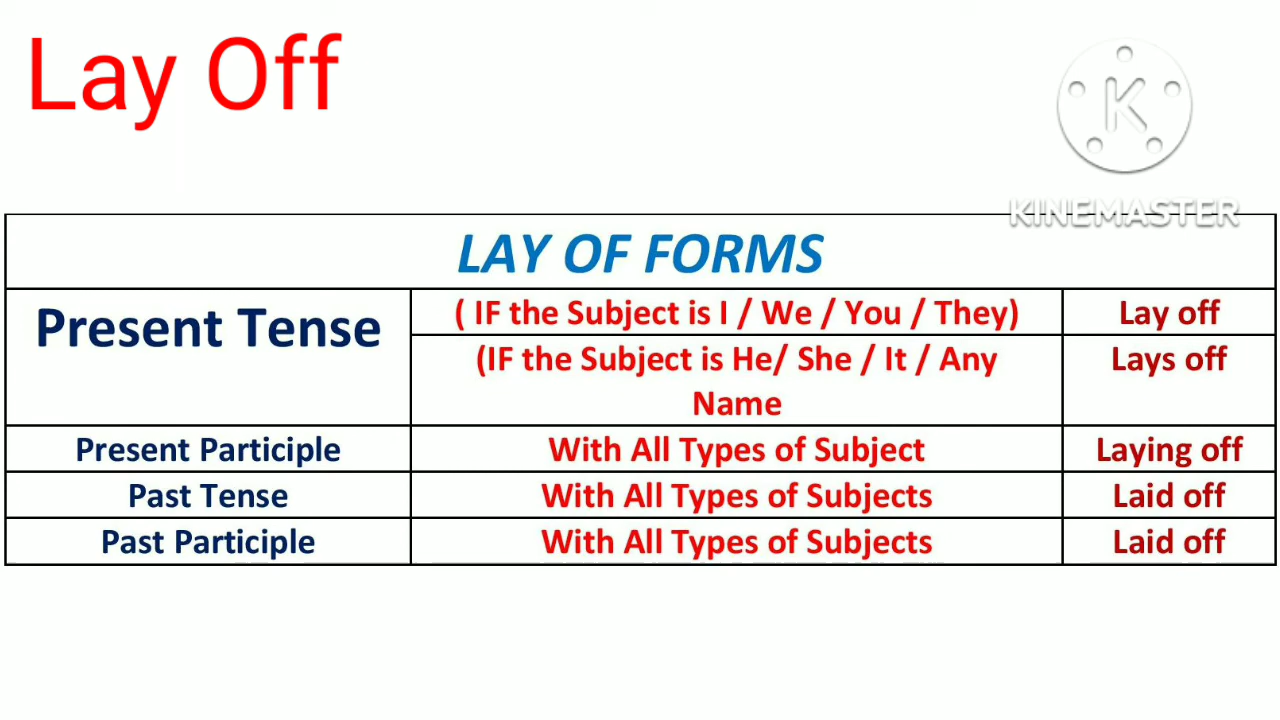 Lay Off
K
KINEMASTER
LAY OF FORMS
Present Tense
( IF the Subject is I / We / You / They)
Lay off
(IF the Subject is He/ She / It / Any
Name
Lays off
Present Participle
With All Types of Subject
Laying off
Past Tense
With All Types of Subjects
Laid off
Past Participle
With All Types of Subjects
Laid off